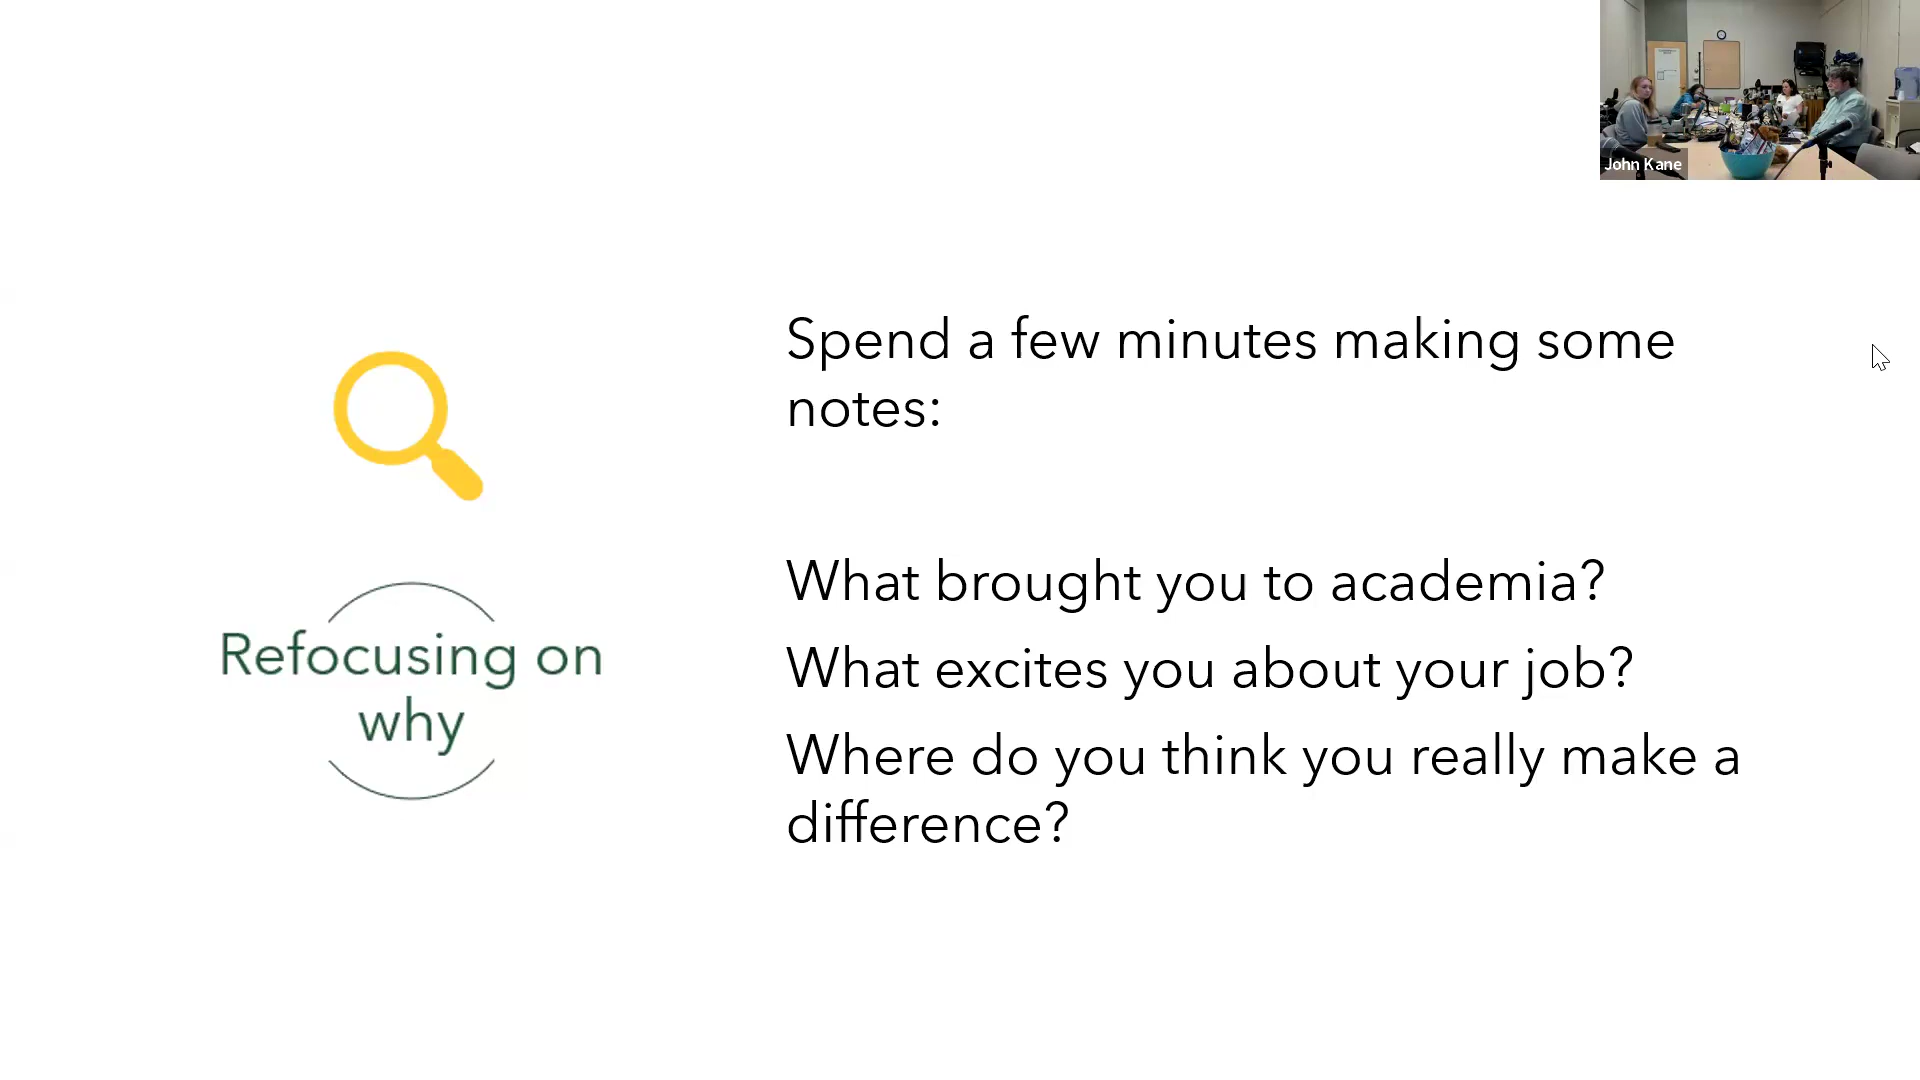 John Kane
Refocusing on
why
Spend a few minutes making some
notes:
What brought you to academia?
What excites you about your job?
Where do you think you really make a
difference?